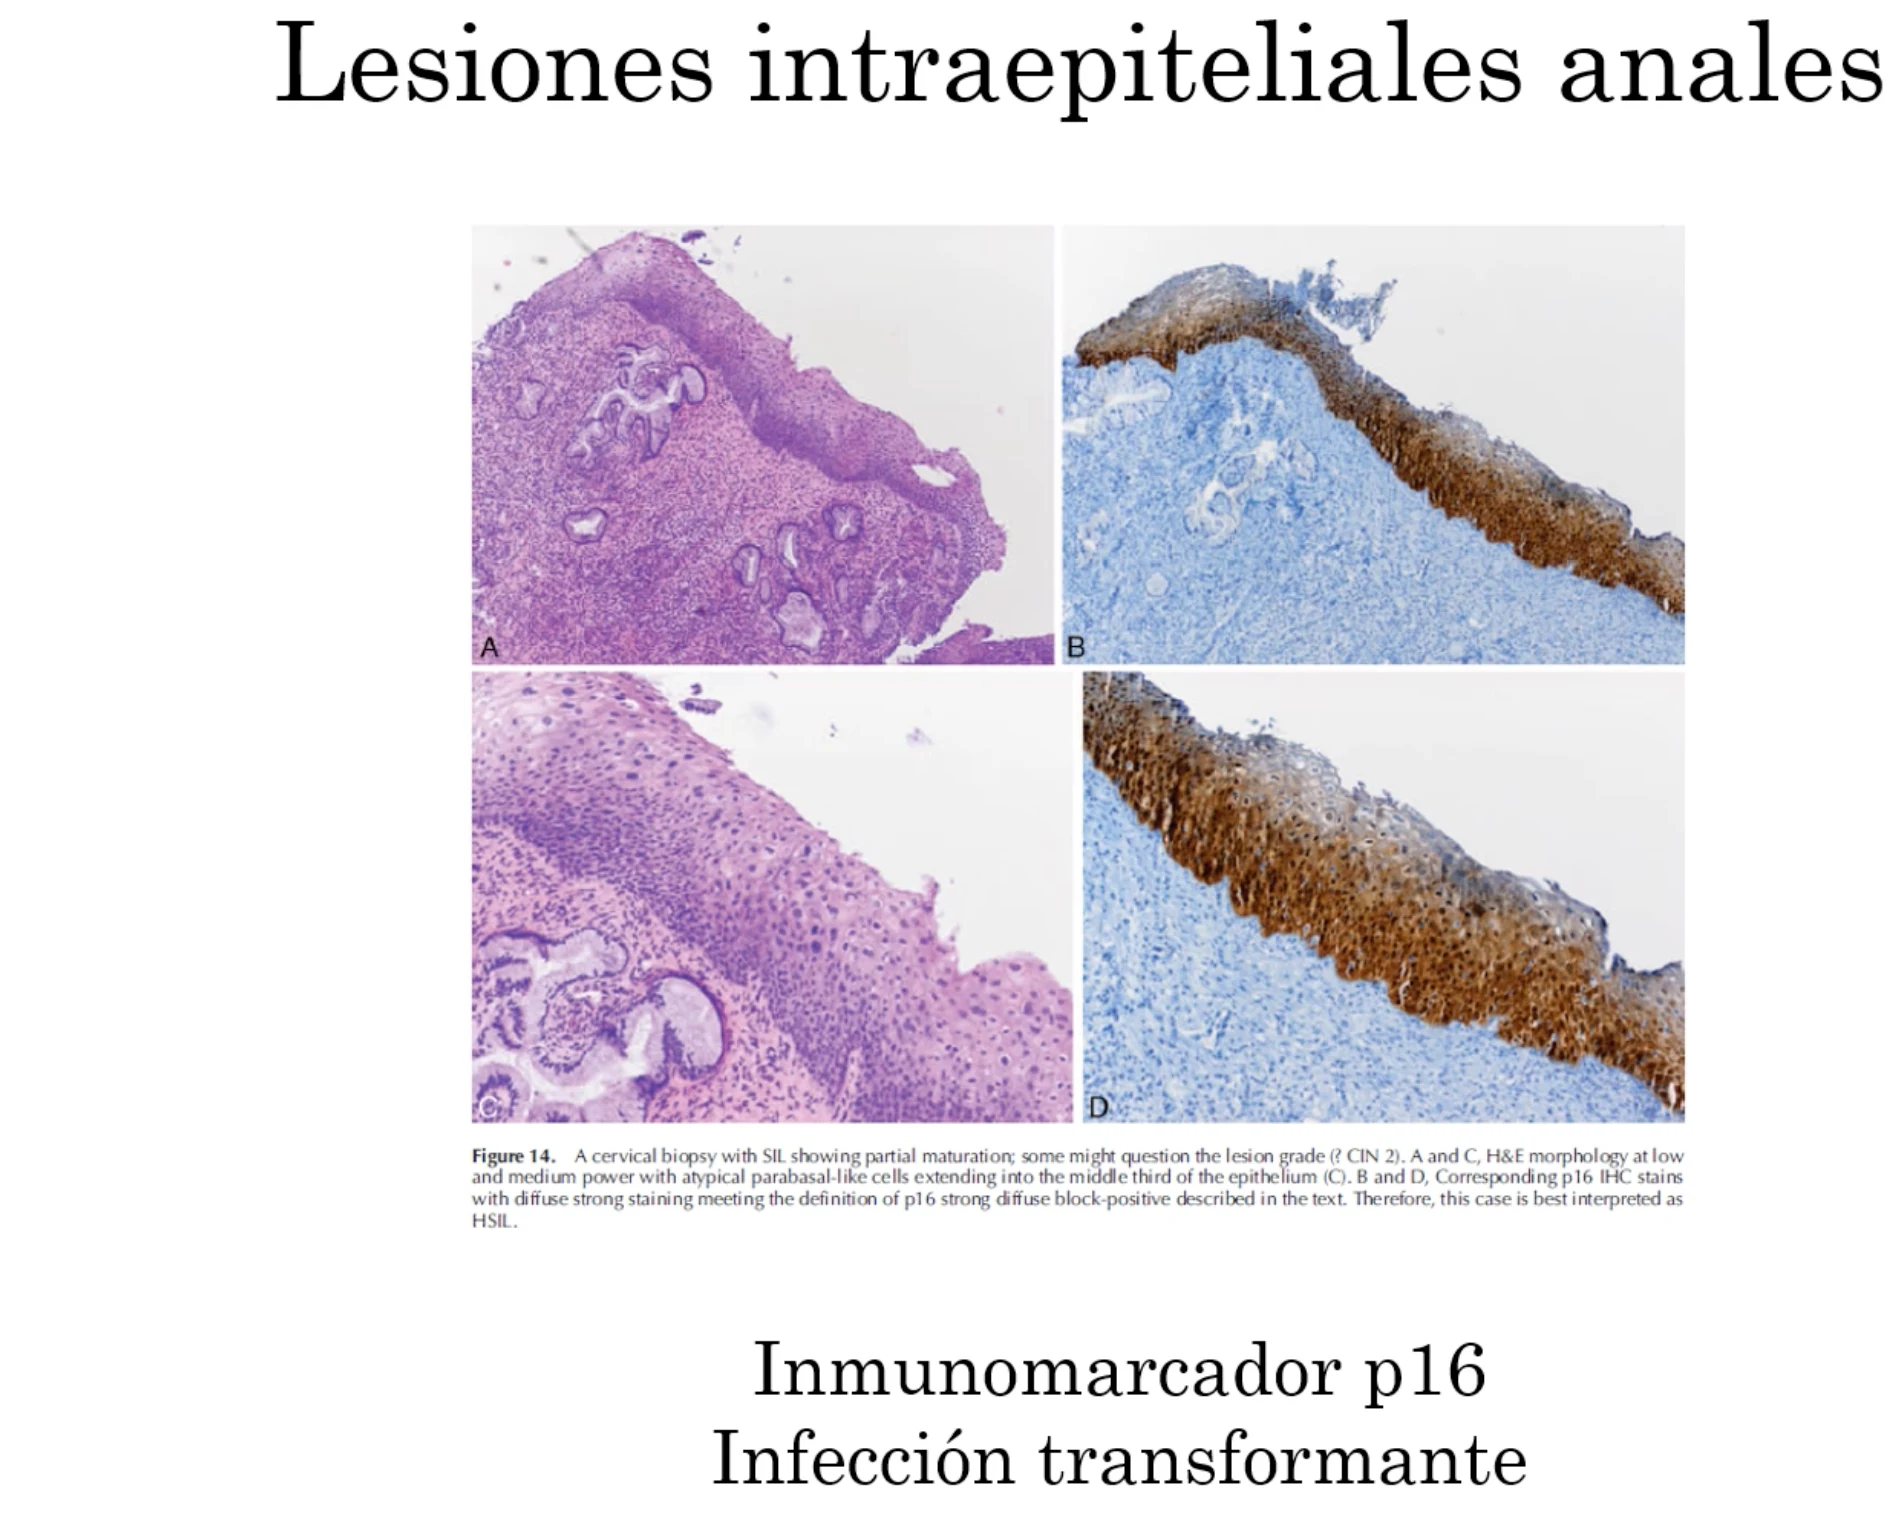 Lesiones intraepiteliales anales
A
B
C
D
Figure 14. A cervical biopsy with SIL showing partial maturation; some might question the lesion grade (? CIN 2). A and C, H&E morphology at low
and medium power with atypical parabasal-like cells extending into the middle third of the epithelium (C). B and D, Corresponding p16 IHC stains
with diffuse strong staining meeting the definition of p16 strong diffuse block-positive described in the text. Therefore, this case is best interpreted as
HSIL.
Inmunomarcador p16
Infección transformante